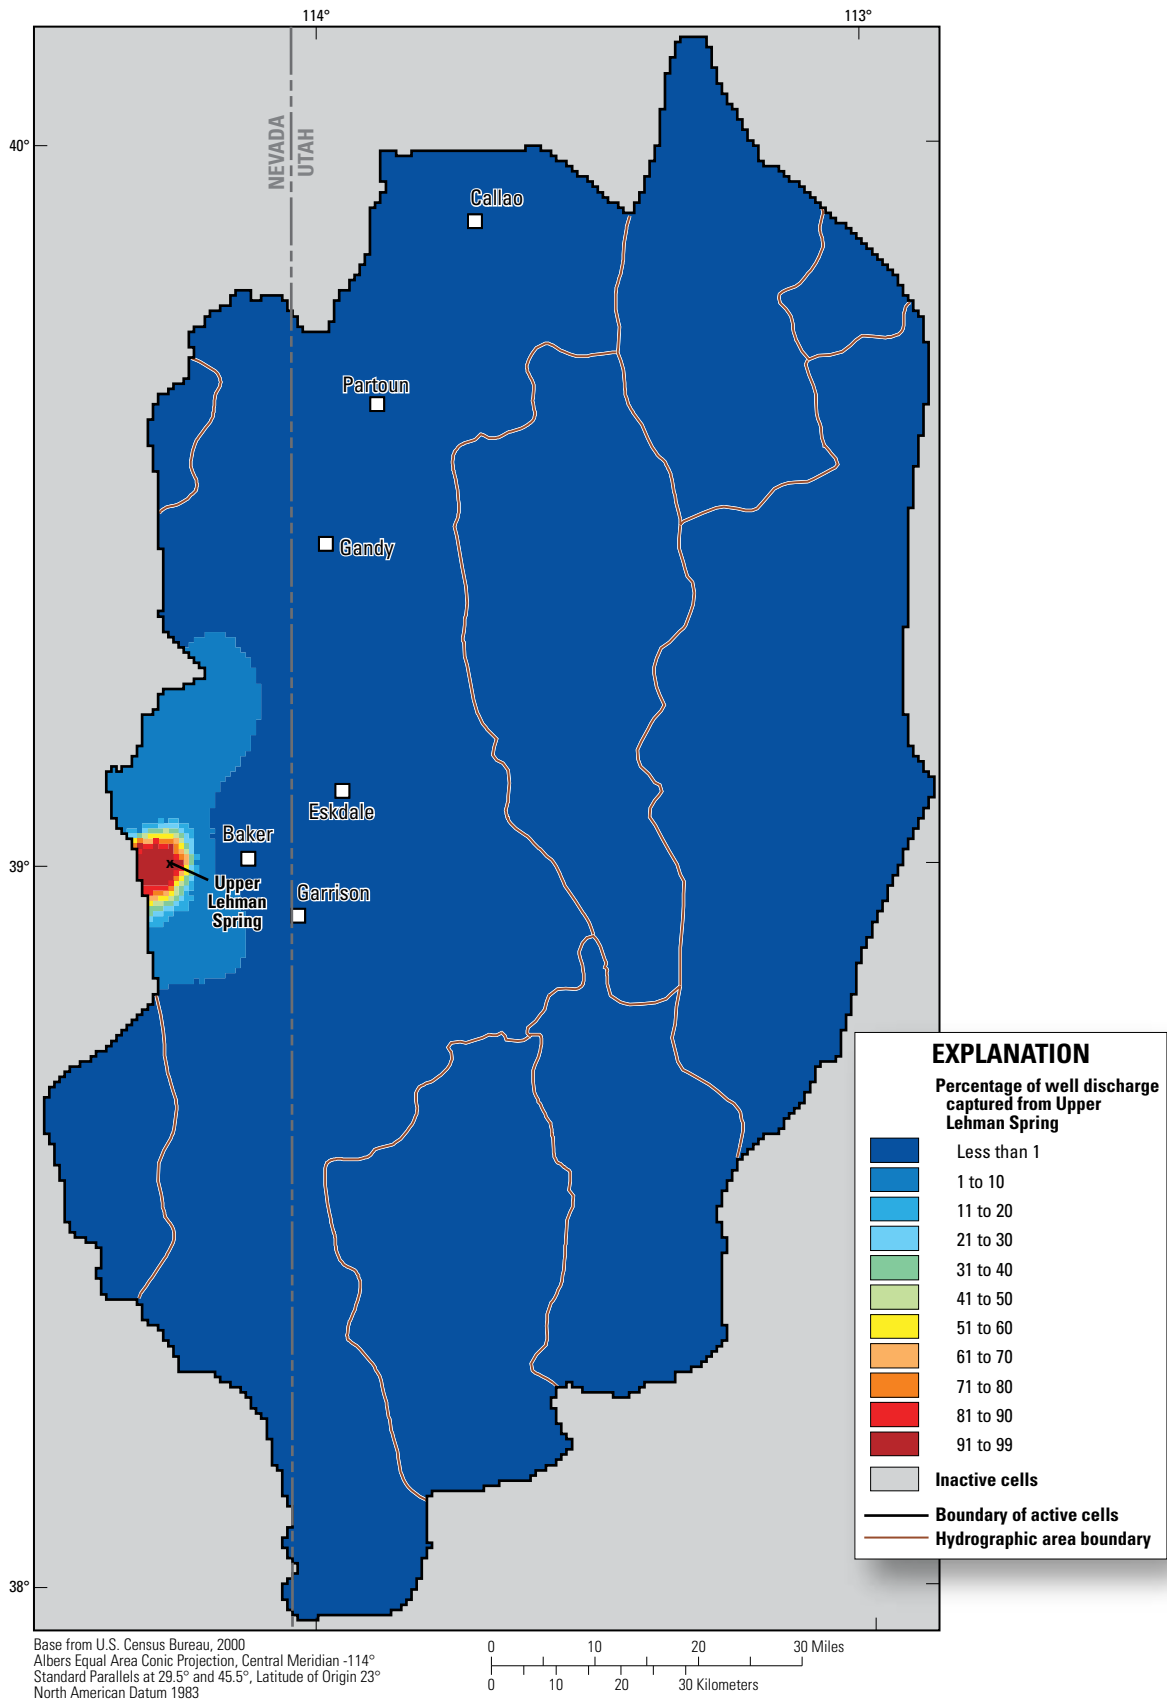 114°
113°
40°
NEVADA
UTAH
Callao
Partoun
Gandy
Eskdale
Baker
39°
Upper
Lehman
Spring
Garrison
EXPLANATION
Percentage of well discharge
captured from Upper
Lehman Spring
Less than 1
1 to 10
11 to 20
21 to 30
31 to 40
41 to 50
51 to 60
61 to 70
71 to 80
81 to 90
91 to 99
Inactive cells
Boundary of active cells
Hydrographic area boundary
38°
Base from U.S. Census Bureau, 2000
Albers Equal Area Conic Projection, Central Meridian -114°
Standard Parallels at 29.5° and 45.5°, Latitude of Origin 23°
North American Datum 1983
0 10 20 30 Miles
0 10 20 30 Kilometers